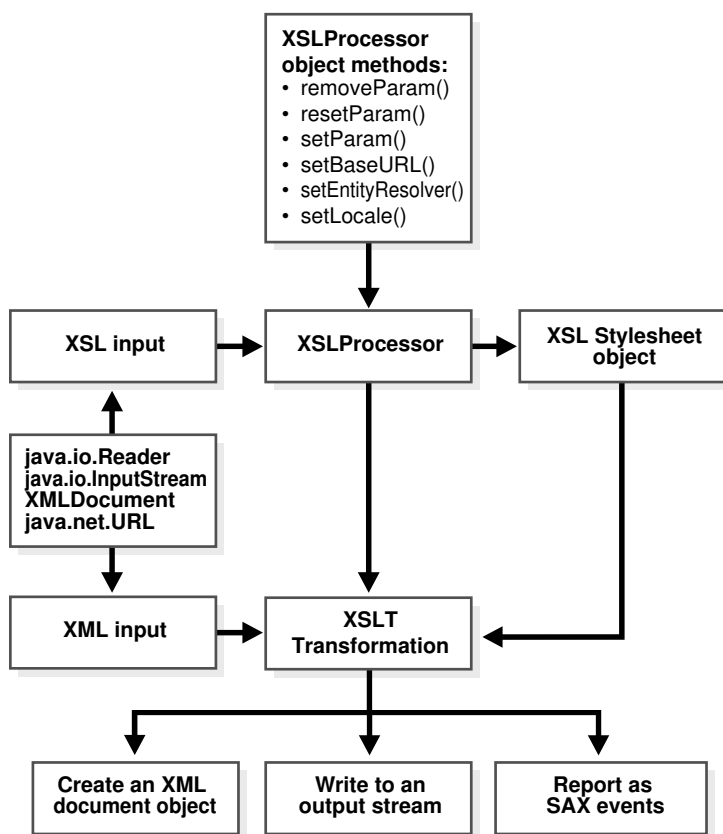 XSLProcessor
object methods:
• removeParam()
• resetParam()
• setParam()
• setBaseURL()
• setEntityResolver()
• setLocale()
XSL input
XSLProcessor
XSL Stylesheet
object
java.io.Reader
java.io.InputStream
XMLDocument
java.net.URL
XML input
XSLT
Transformation
Create an XML
document object
Write to an
output stream
Report as
SAX events